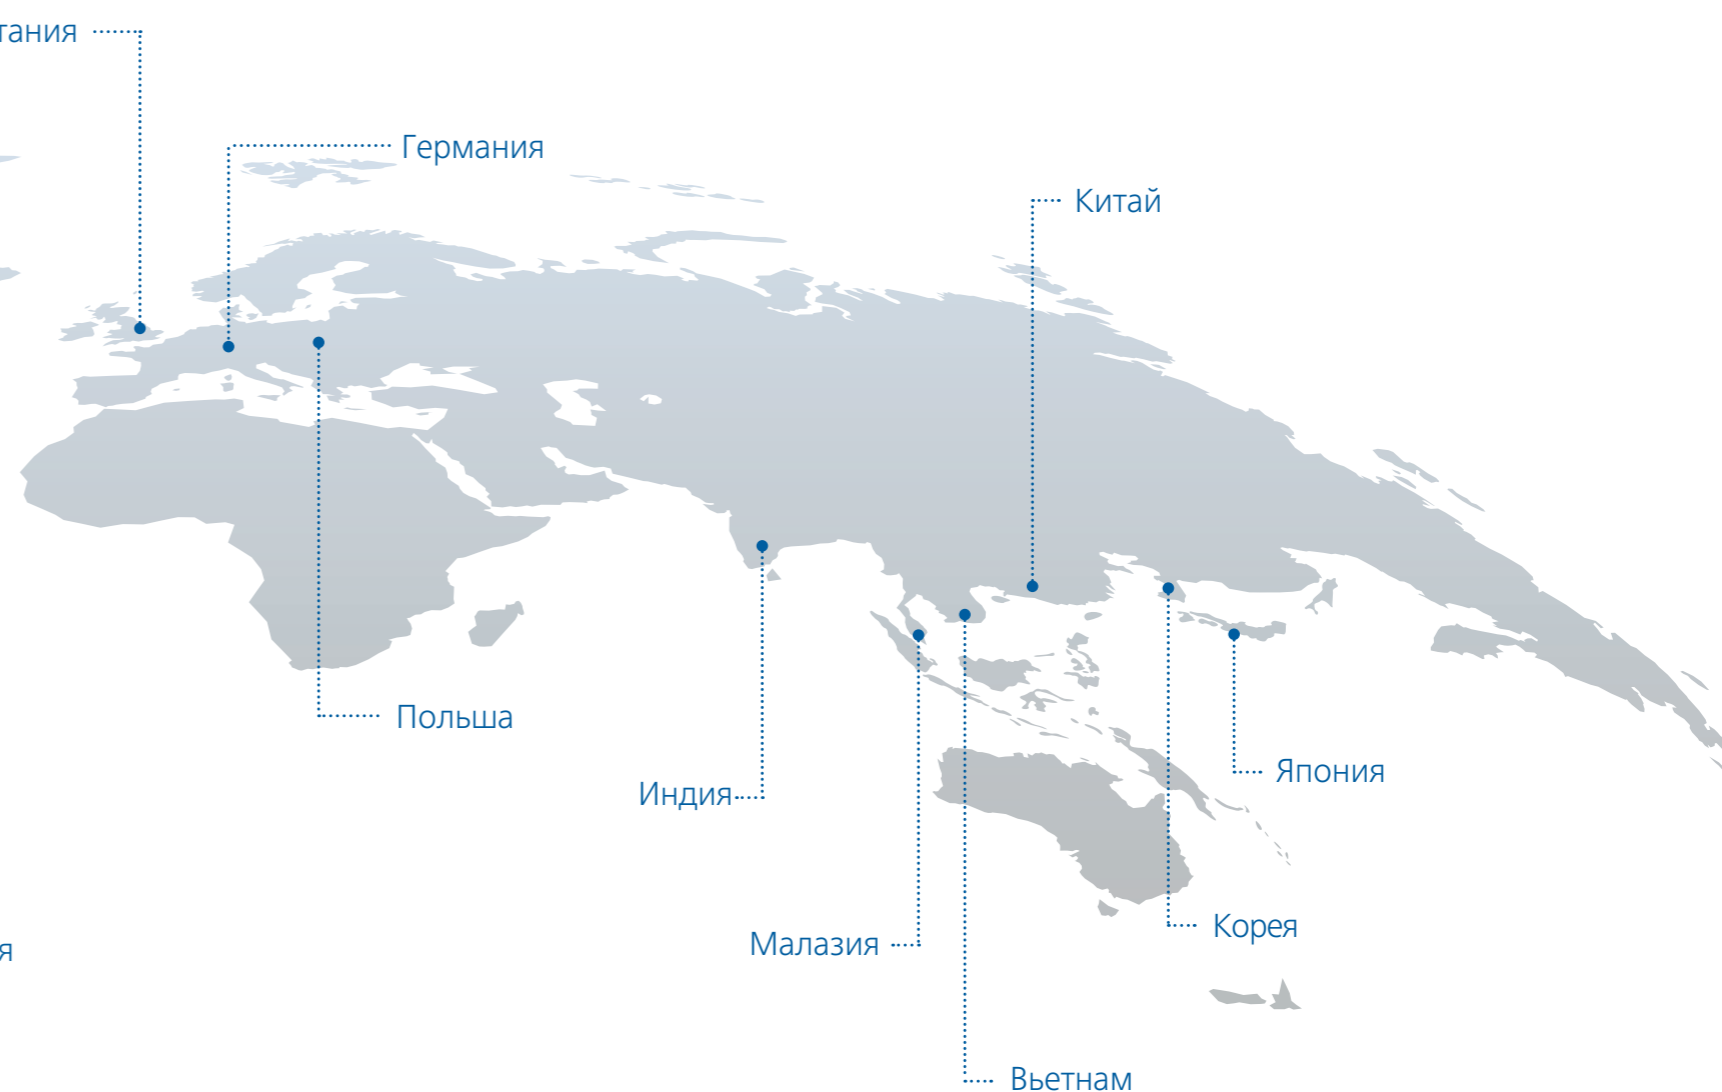 тания
Германия
Китай
Польша
Япония
Индия
Корея
Малазия
я
Вьетнам